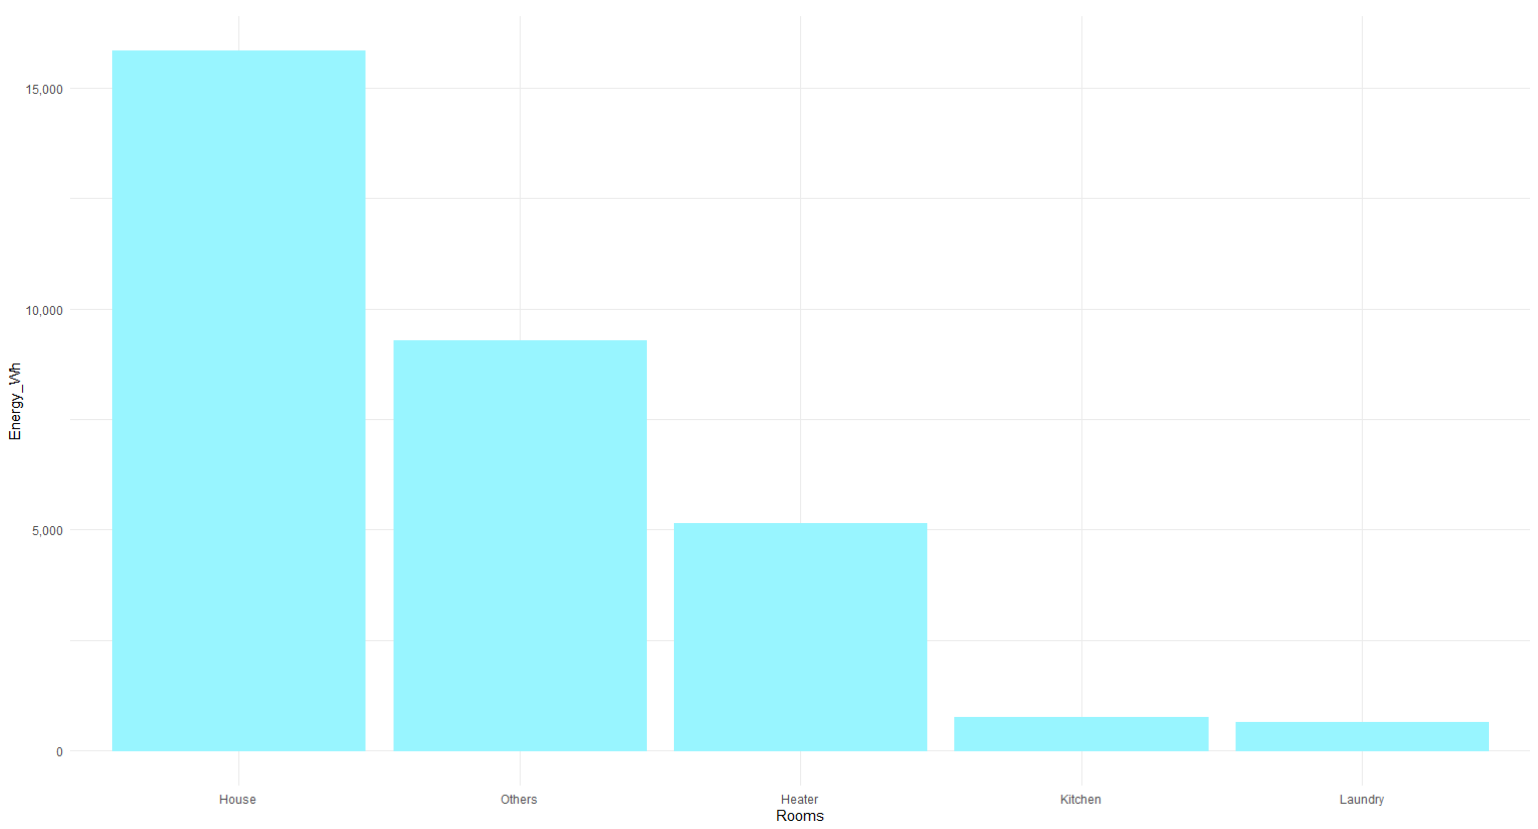 15,000
10,000
5,000
0
Energy_Wh
House Others Heater Kitchen Laundry
Rooms